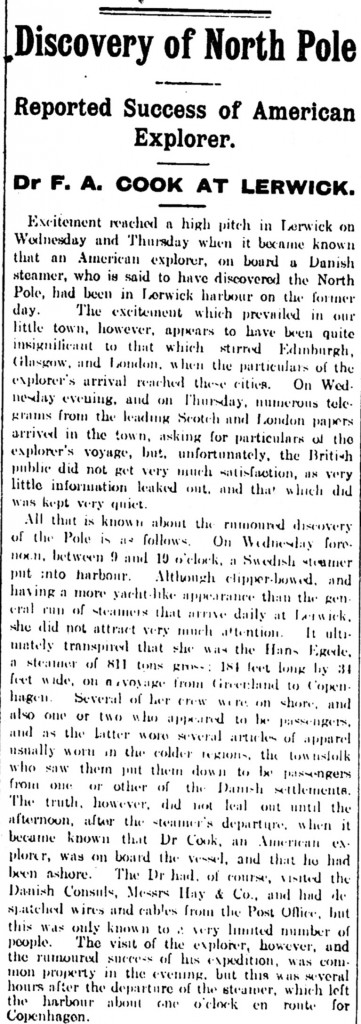 Discovery of North Pole
Reported Success of American
Explorer.
Dr F. A. COOK AT LERWICK.
Excitement reached a high pitch in Lerwick on
Wednesday and Thursday when it became known
that an American explorer, on board a Danish
steamer, who is said to have discovered the North
Pole, had been in Lerwick harbour on the former
day. The excitement which prevailed in our
little town, however, appears to have been quite
insignificant to that which stirred Edinburgh,
Glasgow, and London, when the particulars of the
explorer's arrival reached these cities. On Wed-
nesday evening, and on Thursday, numerous tele-
grams from the leading Scotch and London papers
arrived in the town, asking for particulars of the
explorer's voyage, but, unfortunately, the British
public did not get very much satisfaction, as very
little information leaked out, and that which did
was kept very quiet.
All that is known about the rumoured discovery
of the Pole is as follows. On Wednesday fore-
noon, between 9 and 10 o'clock, a Swedish steamer
put into harbour. Although clipper-bowed, and
having a more yacht-like appearance than the gen-
eral run of steamers that arrive daily at Lerwick,
she did not attract very much attention. It ulti-
mately transpired that she was the Hans Egede,
a steamer of 811 tons gross; 184 feet long by 31
feet wide, on a voyage from Greenland to Copen-
hagen. Several of her crew were on shore, and
also one or two who appeared to be passengers,
and as the latter wore several articles of apparel
usually worn in the colder regions, the townsfolk
who saw them put them down to be passengers
from one or other of the Danish settlements.
The truth, however, did not leak out until the
afternoon, after the steamer's departure, when it
became known that Dr Cook, an American ex-
plorer, was on board the vessel, and that he had
been ashore. The Dr had, of course, visited the
Danish Consuls, Messrs Hay & Co., and had de-
spatched wires and cables from the Post Office, but
this was only known to a very limited number of
people. The visit of the explorer, however, and
the rumoured success of his expedition, was com-
mon property in the evening, but this was several
hours after the departure of the steamer, which left
the harbour about one o'clock en route for
Copenhagen.